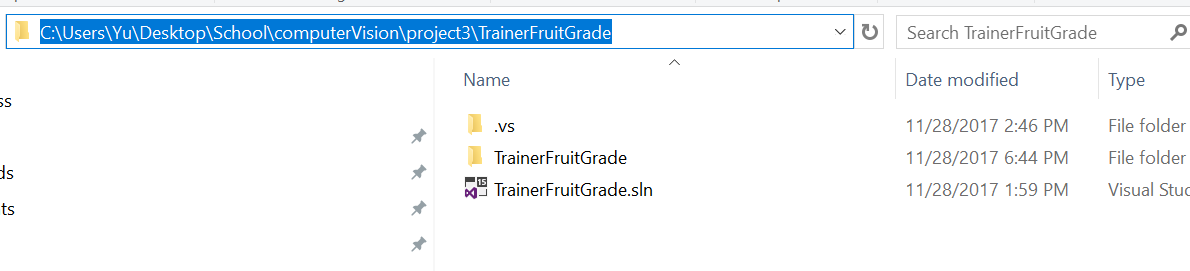 C:\Users\Yu\Desktop\School\computerVision\project3\TrainerFruitGrade
Search TrainerFruitGrade
Name Date modified Type
ss
.vs 11/28/2017 2:46 PM File folder
TrainerFruitGrade 11/28/2017 6:44 PM File folder
ds
15
TrainerFruitGrade.sln 11/28/2017 1:59 PM Visual Stud
ts